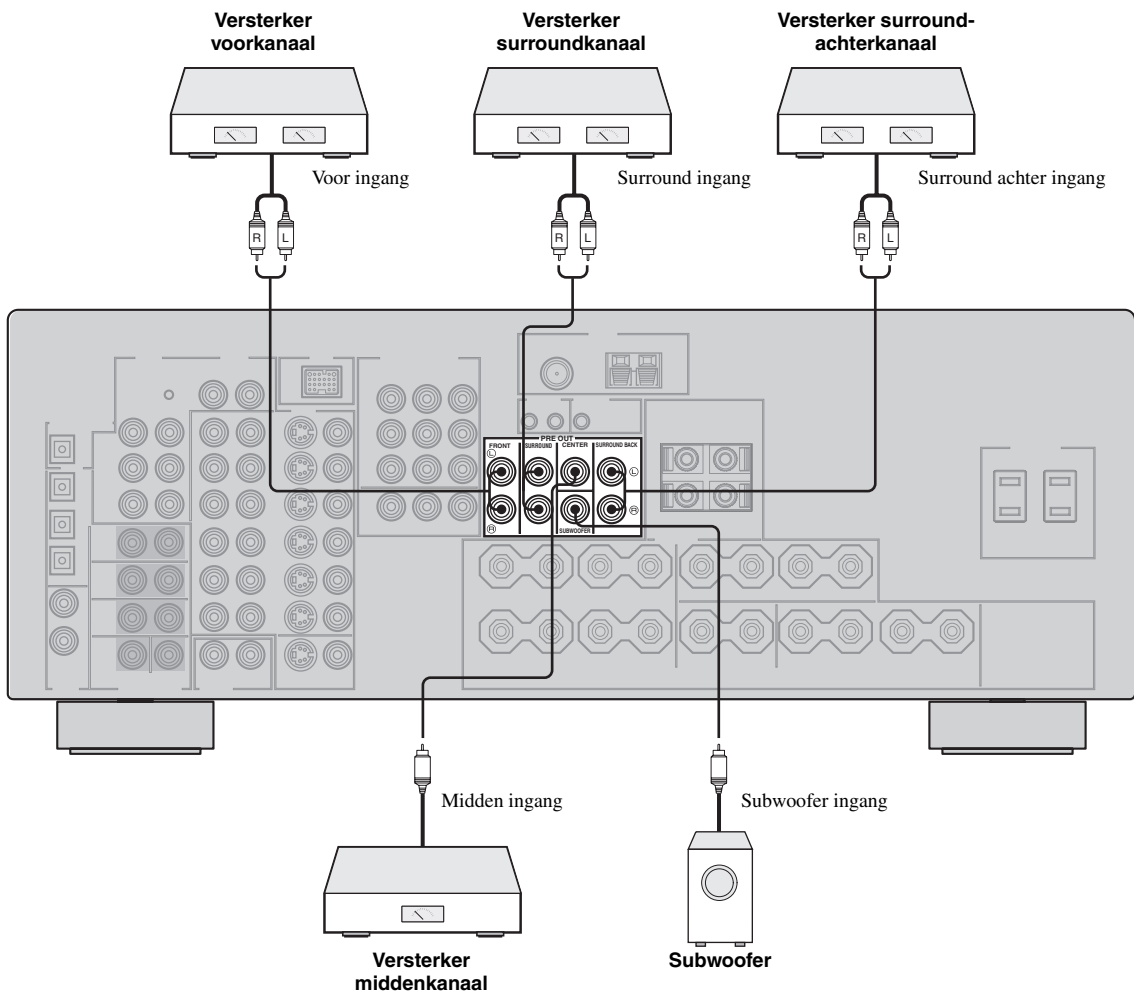 Versterker
voorkanaal
Versterker
surroundkanaal
Versterker surround-
achterkanaal
Voor ingang
Surround ingang
Surround achter ingang
R L
R L
R L
PRE OUT
FRONT SURROUND CENTER SURROUND BACK
L L
R R
SUBWOOFER
Midden ingang
Subwoofer ingang
Versterker
middenkanaal
Subwoofer